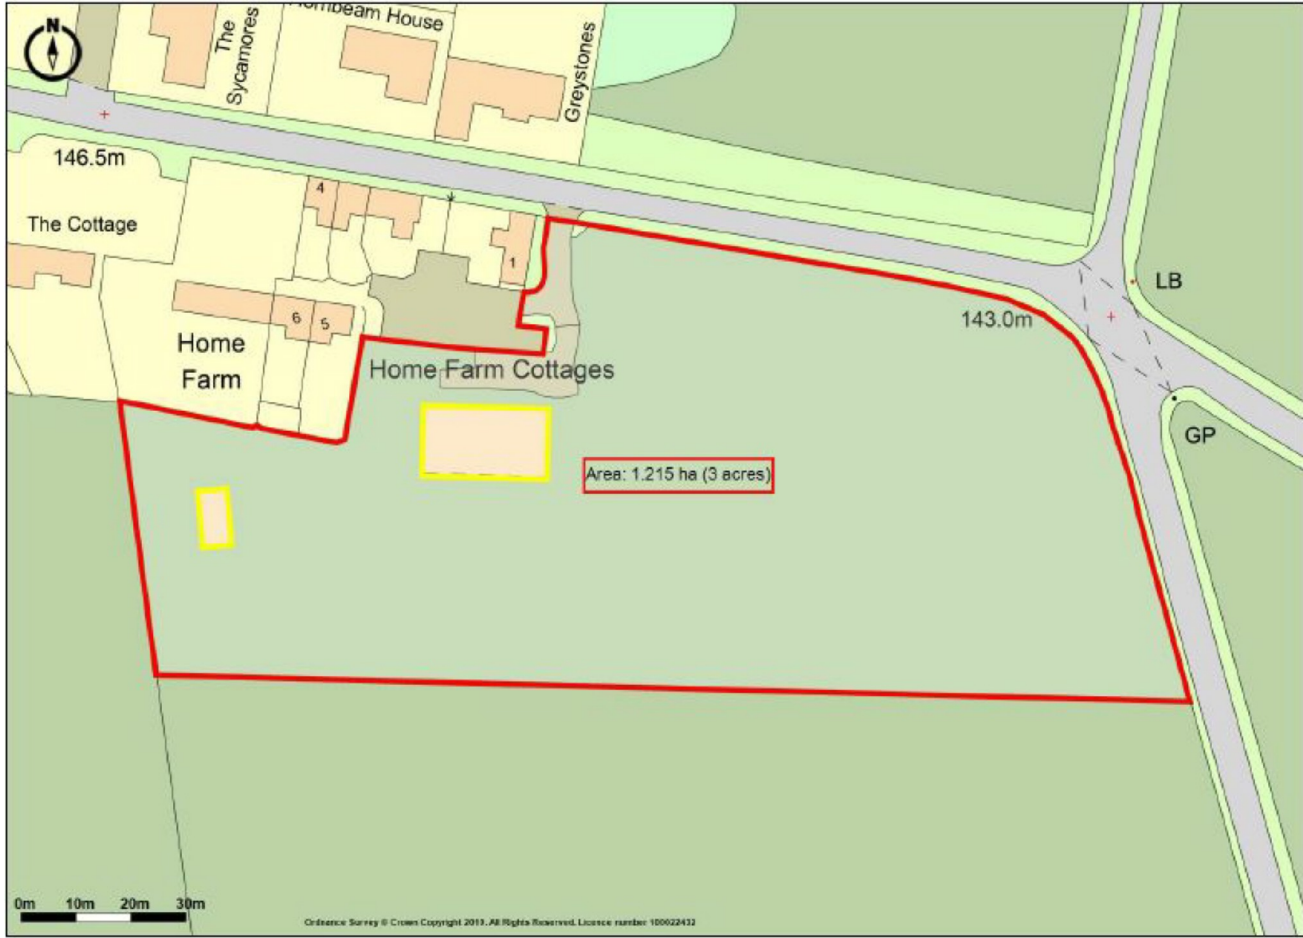 N
The
Sycamores
Hornbeam House
Greystones
146.5m
4
The Cottage
1
LB
6
5
143.0m
Home
Farm
Home Farm Cottages
GP
Area: 1.215 ha (3 acres)
0m 10m 20m 30m
Ordnance Survey © Crown Copyright 2019. All Rights Reserved. Licence number 100022432